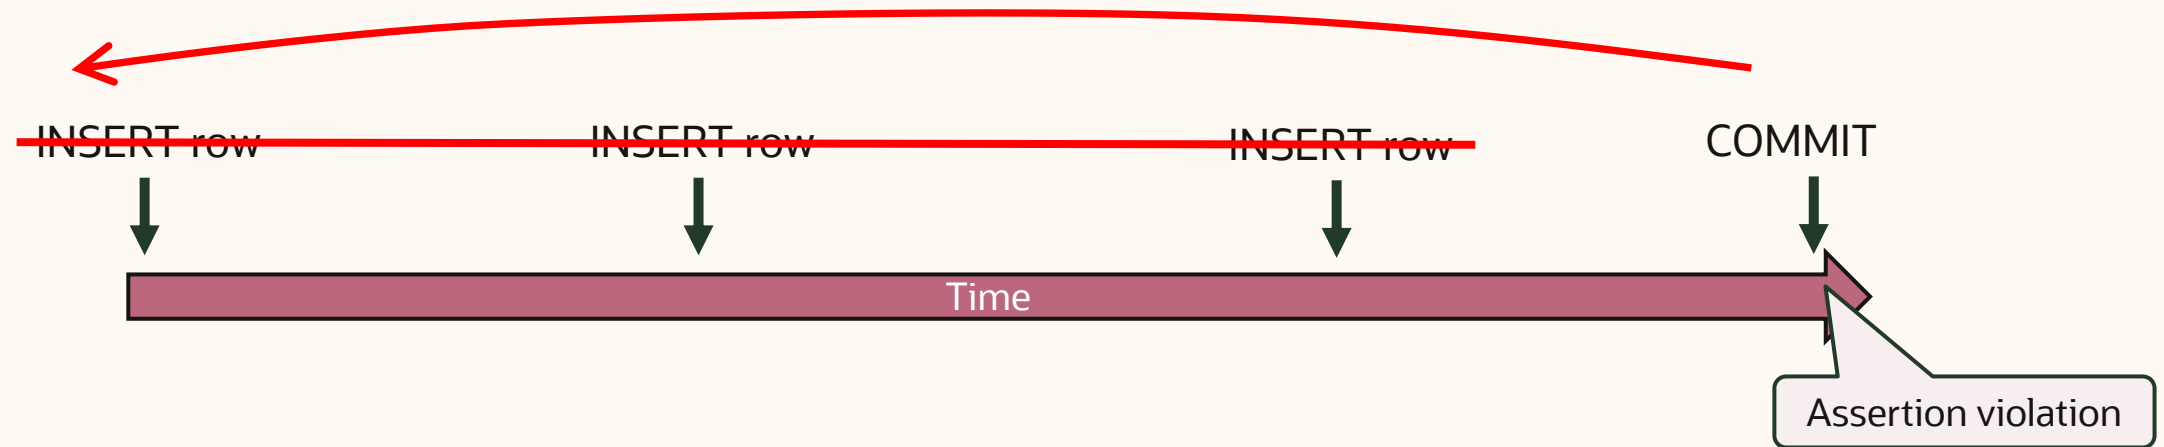 INSERT row
INSERT row
INSERT row
COMMIT
Time
Assertion violation